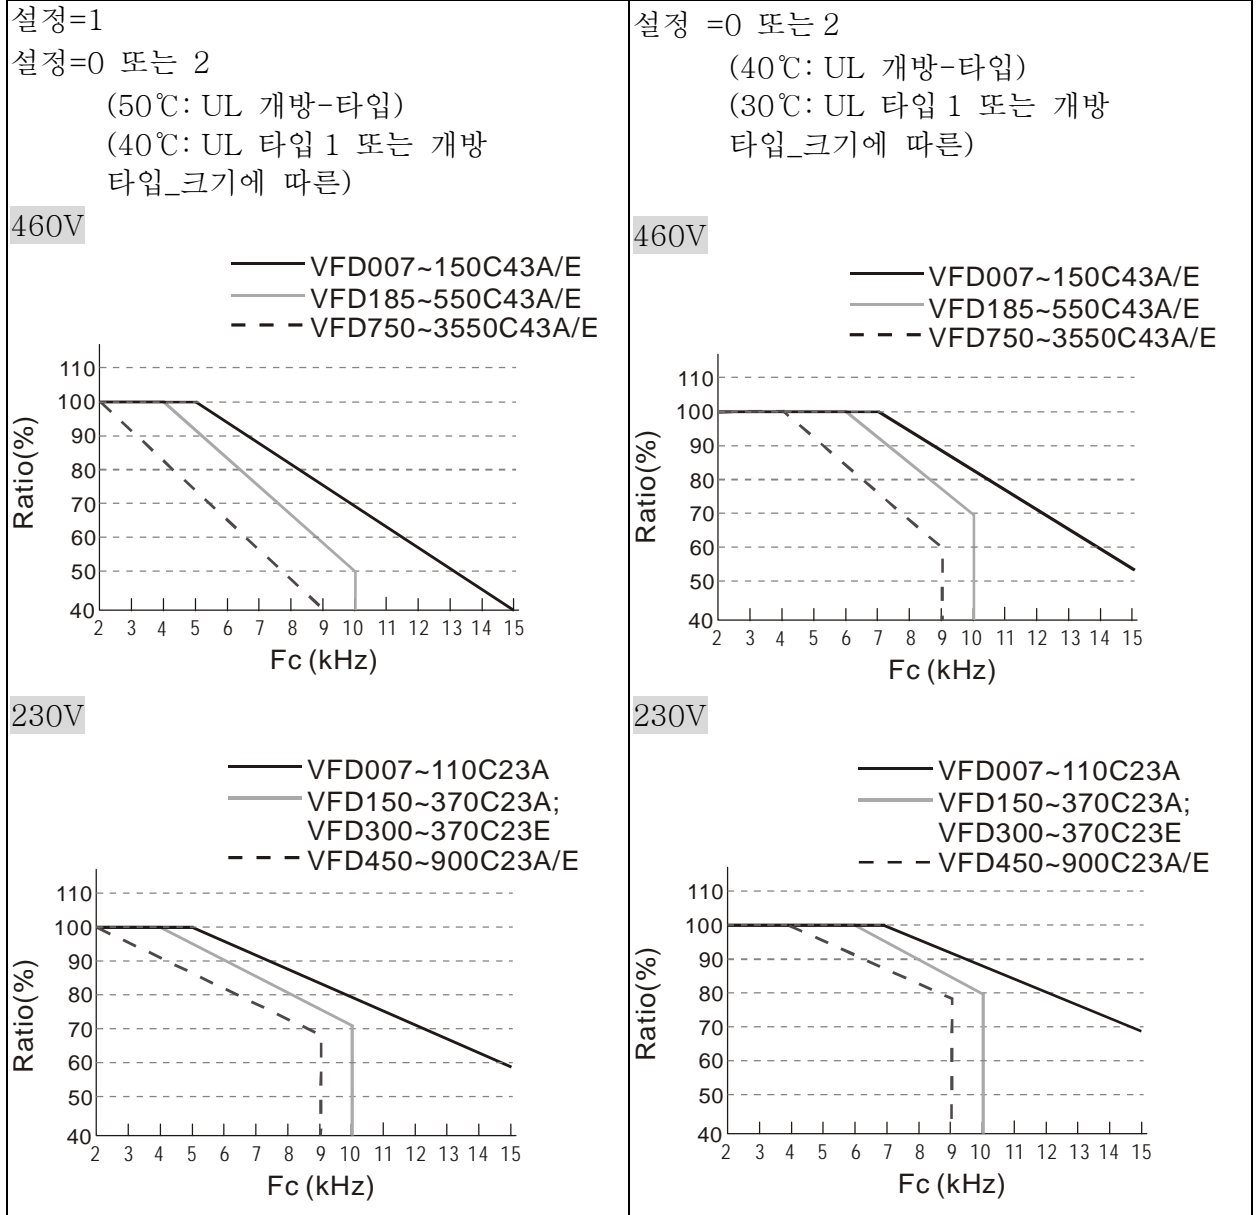 설정=1
설정=0 또는 2
(50℃: UL 개방-타입)
(40℃: UL 타입 1 또는 개방
타입_크기에 따른)
460V
VFD007~150C43A/E
VFD185~550C43A/E
VFD750~3550C43A/E
110
100
90
80
70
60
50
40
Ratio(%)
2 3 4 5 6 7 8 9 10 11 12 13 14 15
Fc (kHz)
230V
VFD007~110C23A
VFD150~370C23A;
VFD300~370C23E
VFD450~900C23A/E
110
100
90
80
70
60
50
40
Ratio(%)
2 3 4 5 6 7 8 9 10 11 12 13 14 15
Fc (kHz)
설정 =0 또는 2
(40℃: UL 개방-타입)
(30℃: UL 타입 1 또는 개방
타입_크기에 따른)
460V
VFD007~150C43A/E
VFD185~550C43A/E
VFD750~3550C43A/E
110
100
90
80
70
60
50
40
Ratio(%)
2 3 4 5 6 7 8 9 10 11 12 13 14 15
Fc (kHz)
230V
VFD007~110C23A
VFD150~370C23A;
VFD300~370C23E
VFD450~900C23A/E
110
100
90
80
70
60
50
40
Ratio(%)
2 3 4 5 6 7 8 9 10 11 12 13 14 15
Fc (kHz)